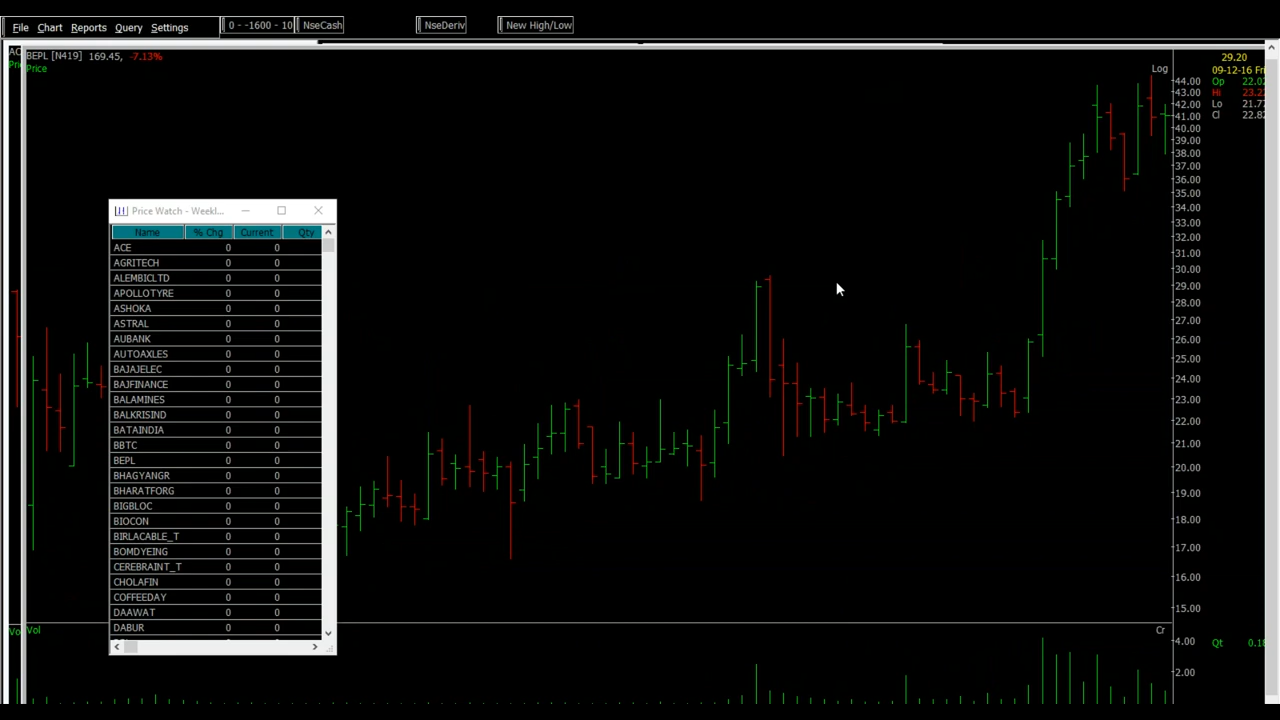 File Chart Reports Query Settings
0 - -1600 - 10
NseCash
NseDeriv
New High/Low
BEPL [N419] 169.45, -7.13%
Price
Log
29.20
09-12-16 Fri
Op 22.02
Hi 23.22
Lo 21.77
Cl 22.82
44.00
43.00
42.00
41.00
40.00
39.00
38.00
37.00
36.00
35.00
34.00
33.00
32.00
31.00
30.00
29.00
28.00
27.00
26.00
25.00
24.00
23.00
22.00
21.00
20.00
19.00
18.00
17.00
16.00
15.00
Price Watch - Weekl...
Name % Chg Current Qty
ACE 0 0
AGRITECH 0 0
ALEMBICLTD 0 0
APOLLOTYRE 0 0
ASHOKA 0 0
ASTRAL 0 0
AUBANK 0 0
AUTOAXLES 0 0
BAJAJELEC 0 0
BAJFINANCE 0 0
BALAMINES 0 0
BALKRISIND 0 0
BATAINDIA 0 0
BBTC 0 0
BEPL 0 0
BHAGYANGR 0 0
BHARATFORG 0 0
BIGBLOC 0 0
BIOCON 0 0
BIRLACABLE_T 0 0
BOMDYEING 0 0
CEREBRAINT_T 0 0
CHOLAFIN 0 0
COFFEEDAY 0 0
DAAWAT 0 0
DABUR 0 0
Vol
Cr
4.00
2.00
Qt 0.18